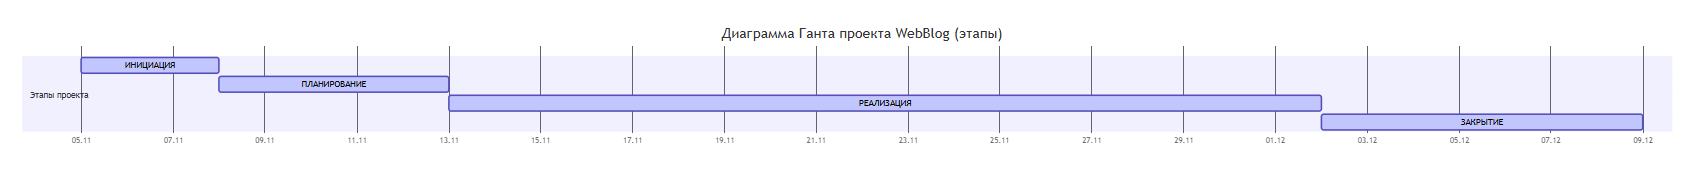 Диаграмма Ганта проекта WebBlog (этапы)
ИНИЦИАЦИЯ
ПЛАНИРОВАНИЕ
Этапы проекта
РЕАЛИЗАЦИЯ
ЗАКРЫТИЕ
05.11 07.11 09.11 11.11 13.11 15.11 17.11 19.11 21.11 23.11 25.11 27.11 29.11 01.12 03.12 05.12 07.12 09.12